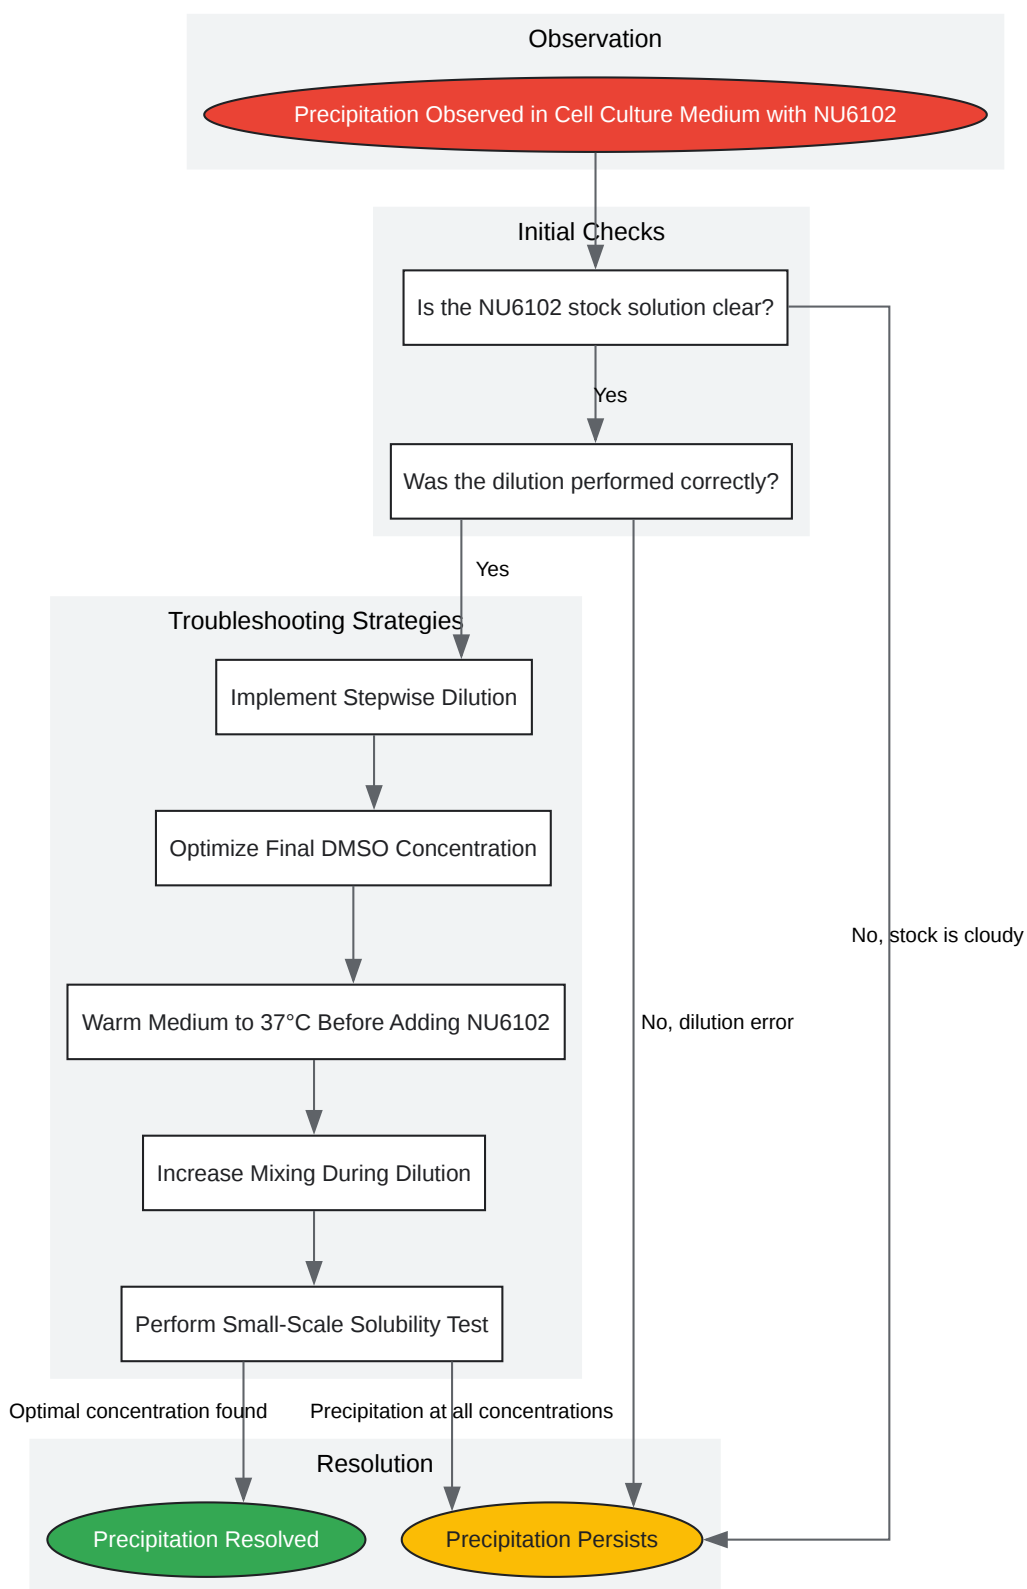 Observation
Precipitation Observed in Cell Culture Medium with NU6102
Initial Checks
Is the NU6102 stock solution clear?
Yes
Was the dilution performed correctly?
Yes
Troubleshooting Strategies
Implement Stepwise Dilution
Optimize Final DMSO Concentration
No, stock is cloudy
Warm Medium to 37°C Before Adding NU6102
No, dilution error
Increase Mixing During Dilution
Perform Small-Scale Solubility Test
Optimal concentration found
Precipitation at all concentrations
Resolution
Precipitation Resolved
Precipitation Persists